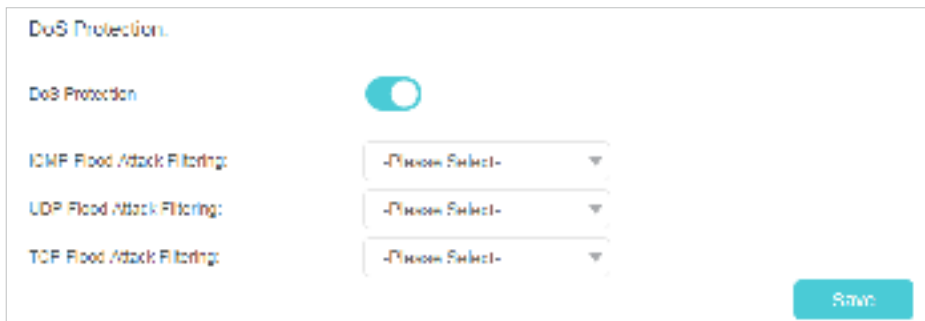 DoS Protection:
DoS Protection
ICMP Flood Attack Filtering:
-Please Select-
UDP Flood Attack Filtering:
-Please Select-
TCP Flood Attack Filtering:
-Please Select-
Save